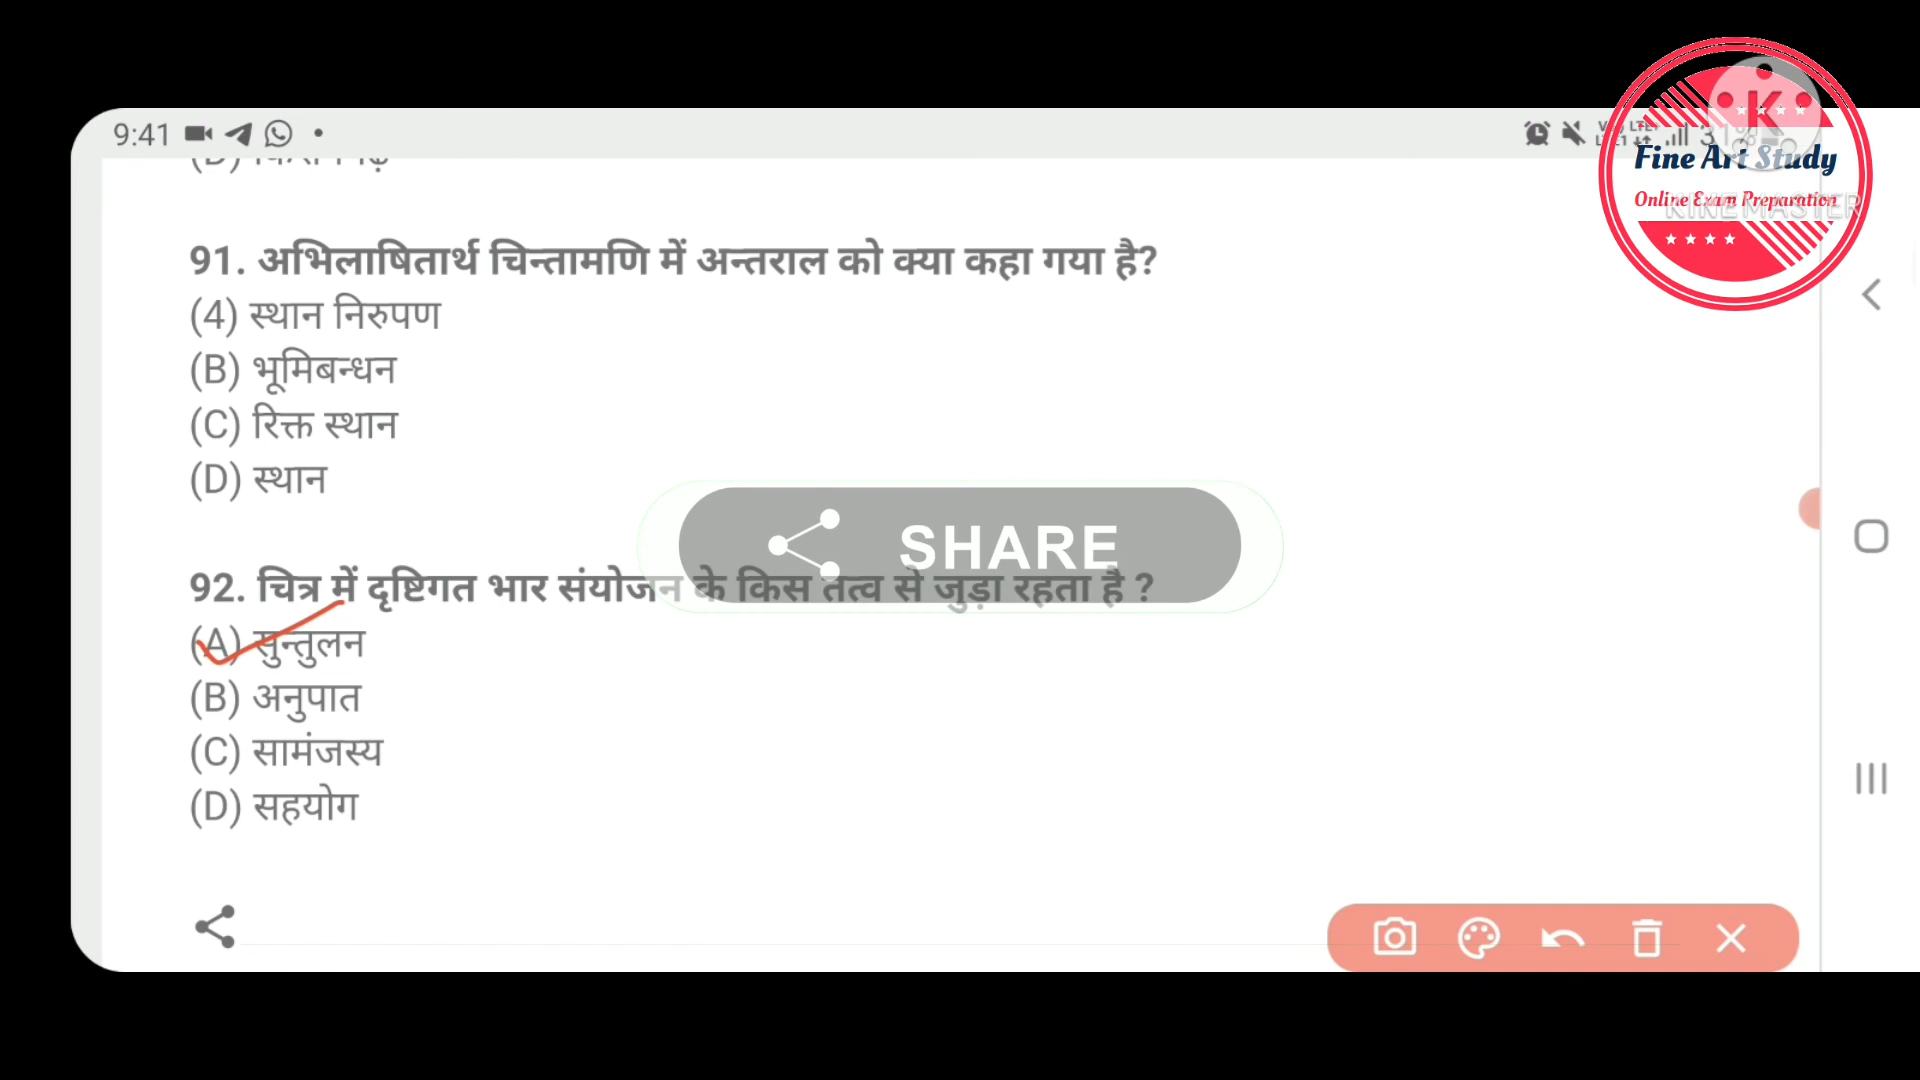 9:41
91. अभिलाषितार्थ चिन्तामणि में अन्तराल को क्या कहा गया है?
(4) स्थान निरुपण
(B) भूमिबन्धन
(C) रिक्त स्थान
(D) स्थान
SHARE
92. चित्र में दृष्टिगत भार संयोजन के किस तत्व से जुड़ा रहता है ?
(A) सुन्तुलन
(B) अनुपात
(C) सामंजस्य
(D) सहयोग
K
Fine Art Study
Online Exam Preparation
KINEMASTER